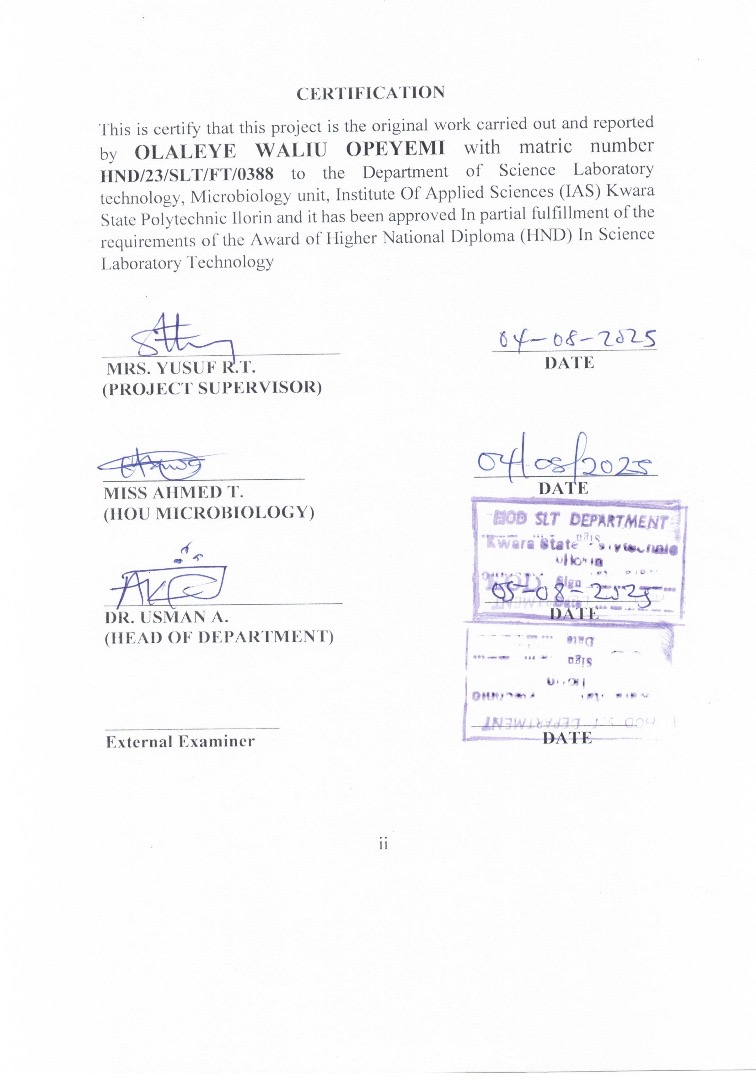 CERTIFICATION
This is certify that this project is the original work carried out and reported
by OLALEYE WALIU OPEYEMI with matric number
HND/23/SLT/FT/0388 to the Department of Science Laboratory
technology, Microbiology unit, Institute Of Applied Sciences (IAS) Kwara
State Polytechnic Ilorin and it has been approved In partial fulfillment of the
requirements of the Award of Higher National Diploma (HND) In Science
Laboratory Technology
04-08-2025
MRS. YUSUF R.T. DATE
(PROJECT SUPERVISOR)
04/08/2025
MISS AHMED T. DATE
(HOU MICROBIOLOGY)
HOD SLT DEPARTMENT
Kwara State
Sign
05-08-2025
DR. USMAN A. DATE
(HEAD OF DEPARTMENT)
Date
Sign
External Examiner DATE
ii